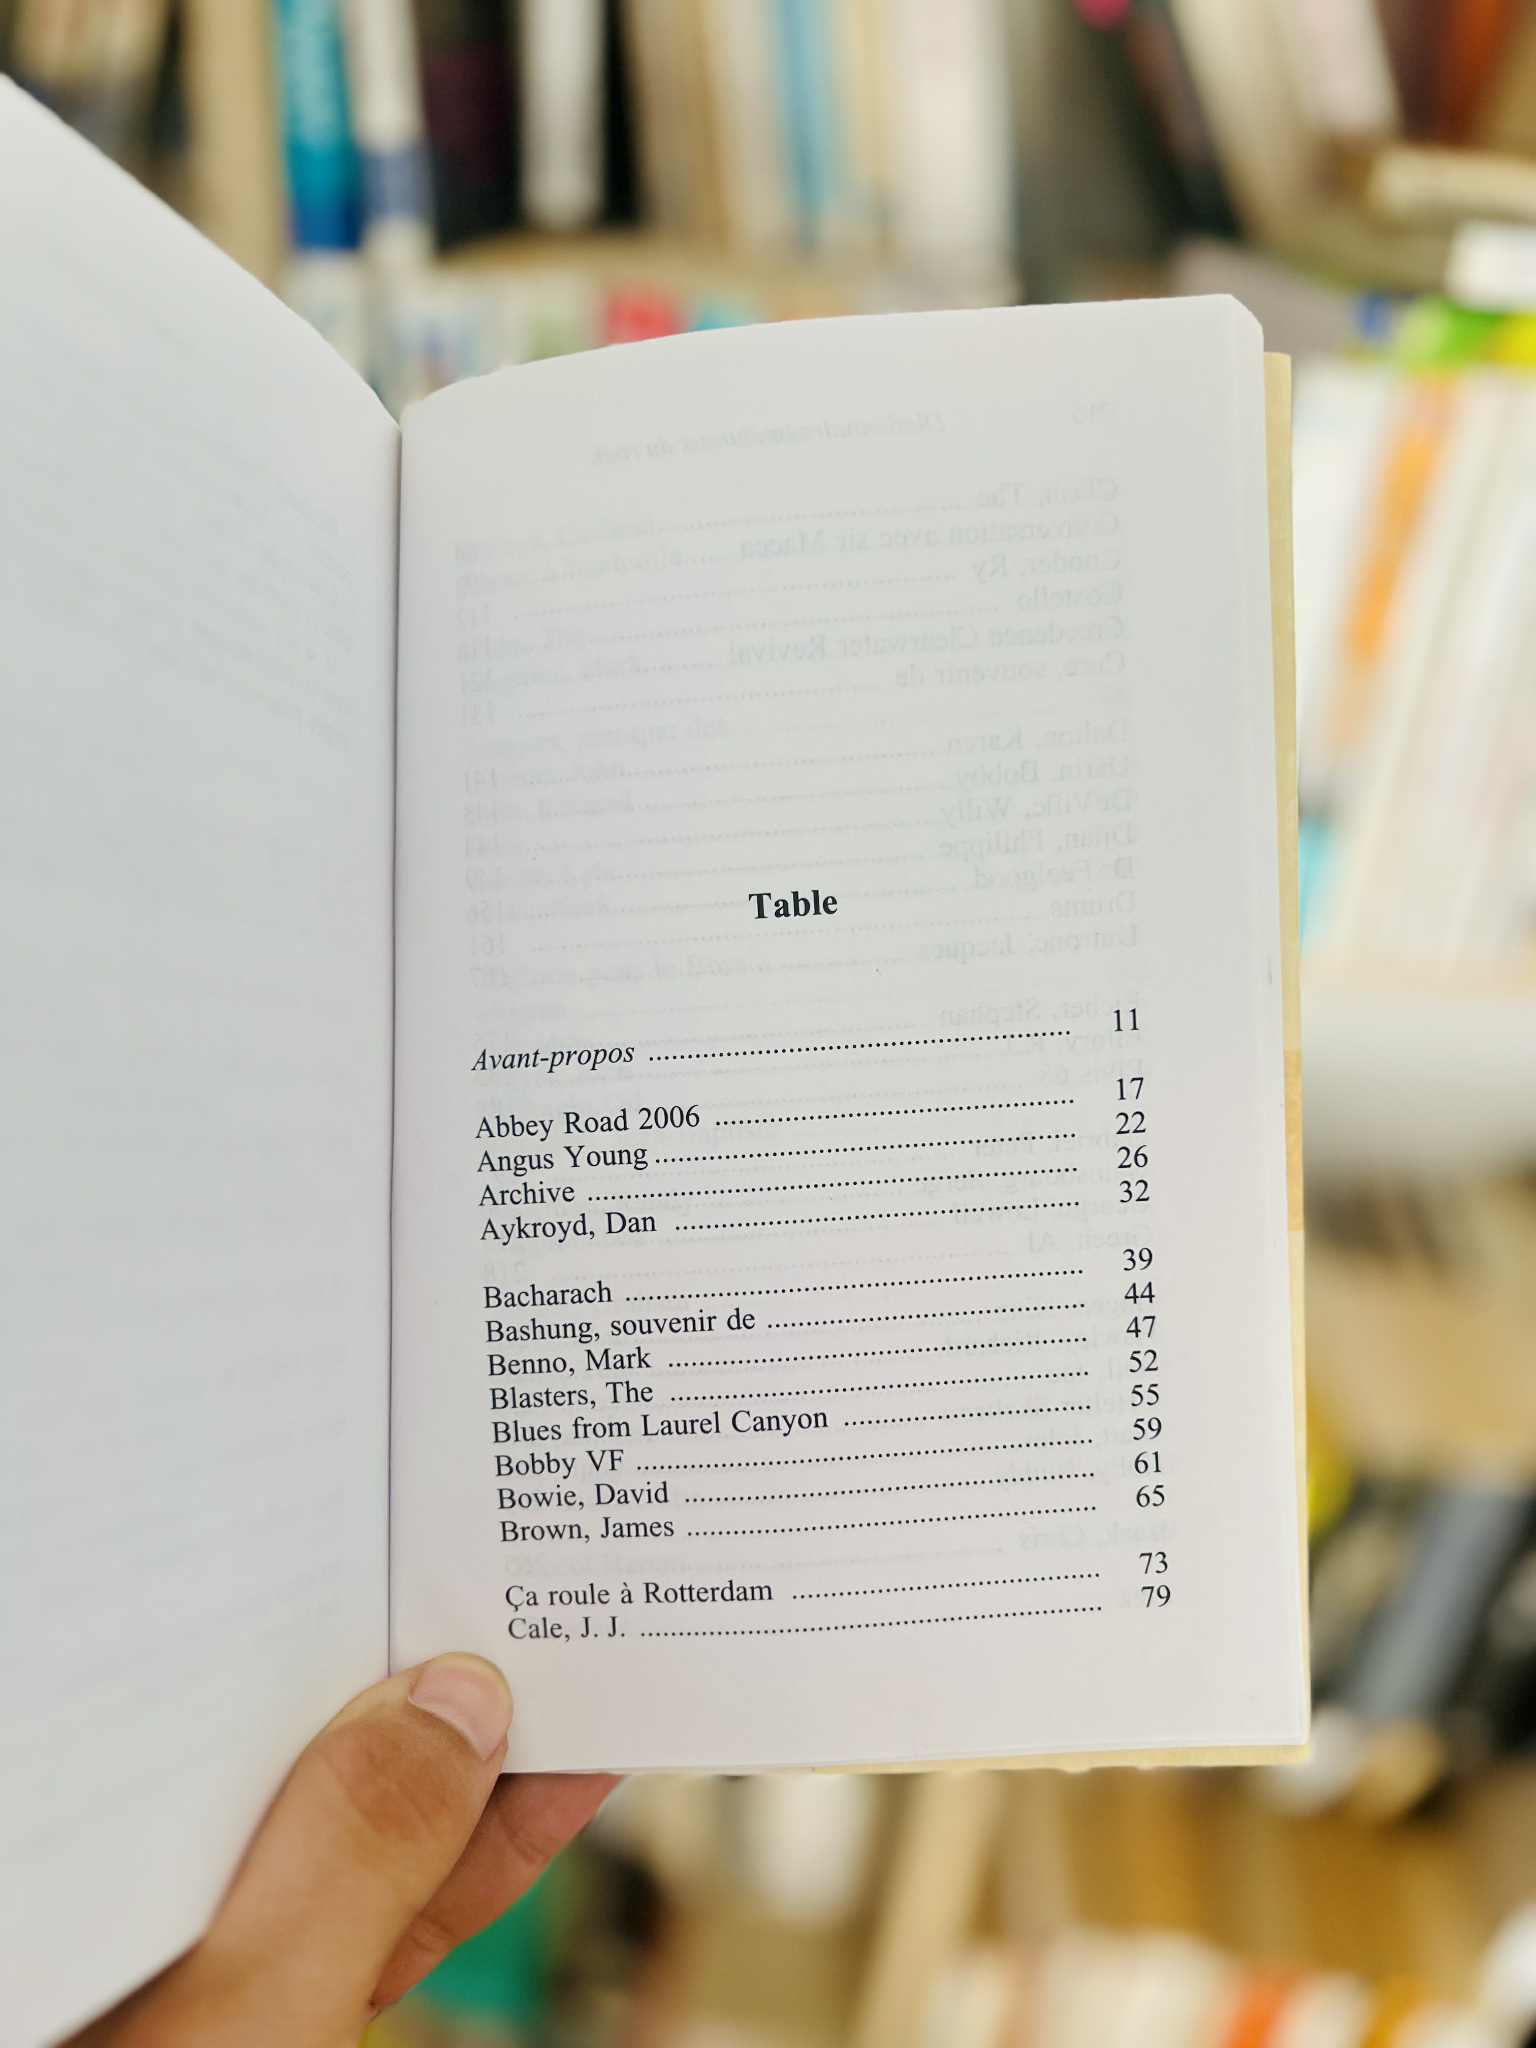 Table
Avant-propos ........................................................ 11
Abbey Road 2006 ................................................ 17
Angus Young ........................................................ 22
Archive ................................................................ 26
Aykroyd, Dan ...................................................... 32
Bacharach ............................................................ 39
Bashung, souvenir de .......................................... 44
Benno, Mark ........................................................ 47
Blasters, The ........................................................ 52
Blues from Laurel Canyon .................................. 55
Bobby VF ............................................................ 59
Bowie, David ...................................................... 61
Brown, James ...................................................... 65
Ça roule à Rotterdam .......................................... 73
Cale, J. J. .............................................................. 79